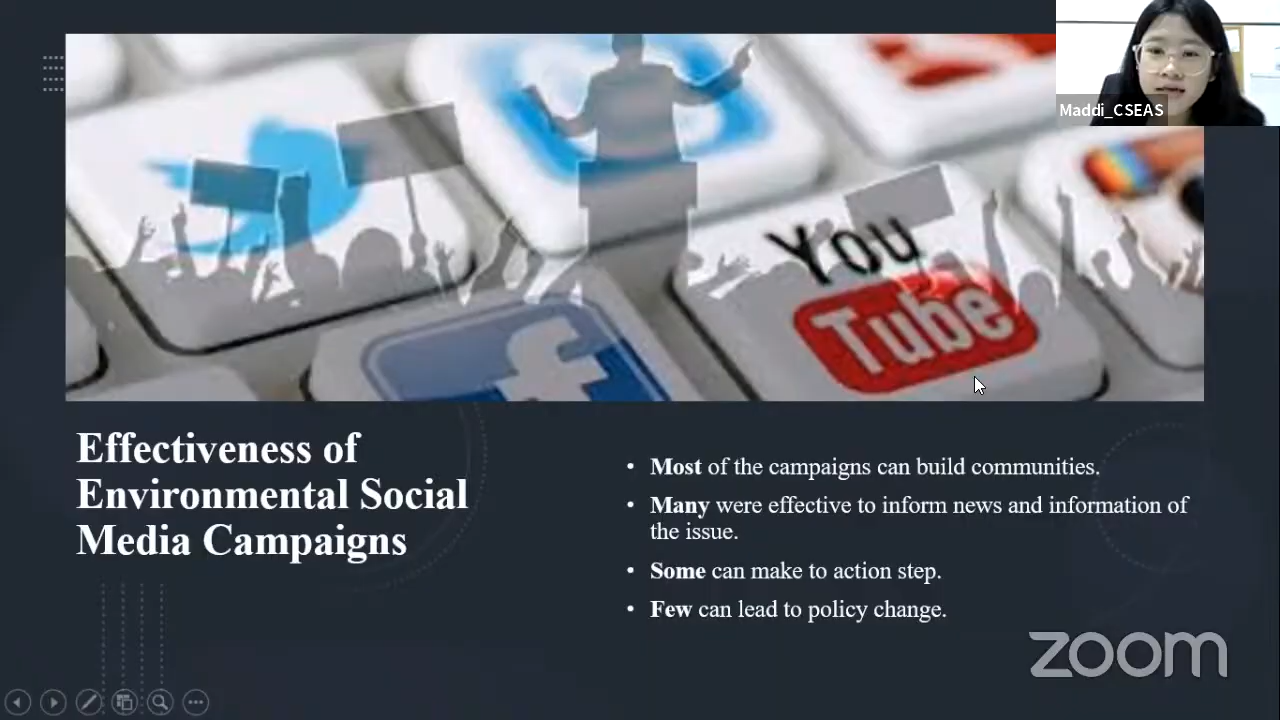 Maddi_CSEAS
You
Tube
f
Effectiveness of
Environmental Social
Media Campaigns
• Most of the campaigns can build communities.
• Many were effective to inform news and information of
the issue.
• Some can make to action step.
• Few can lead to policy change.
zoom